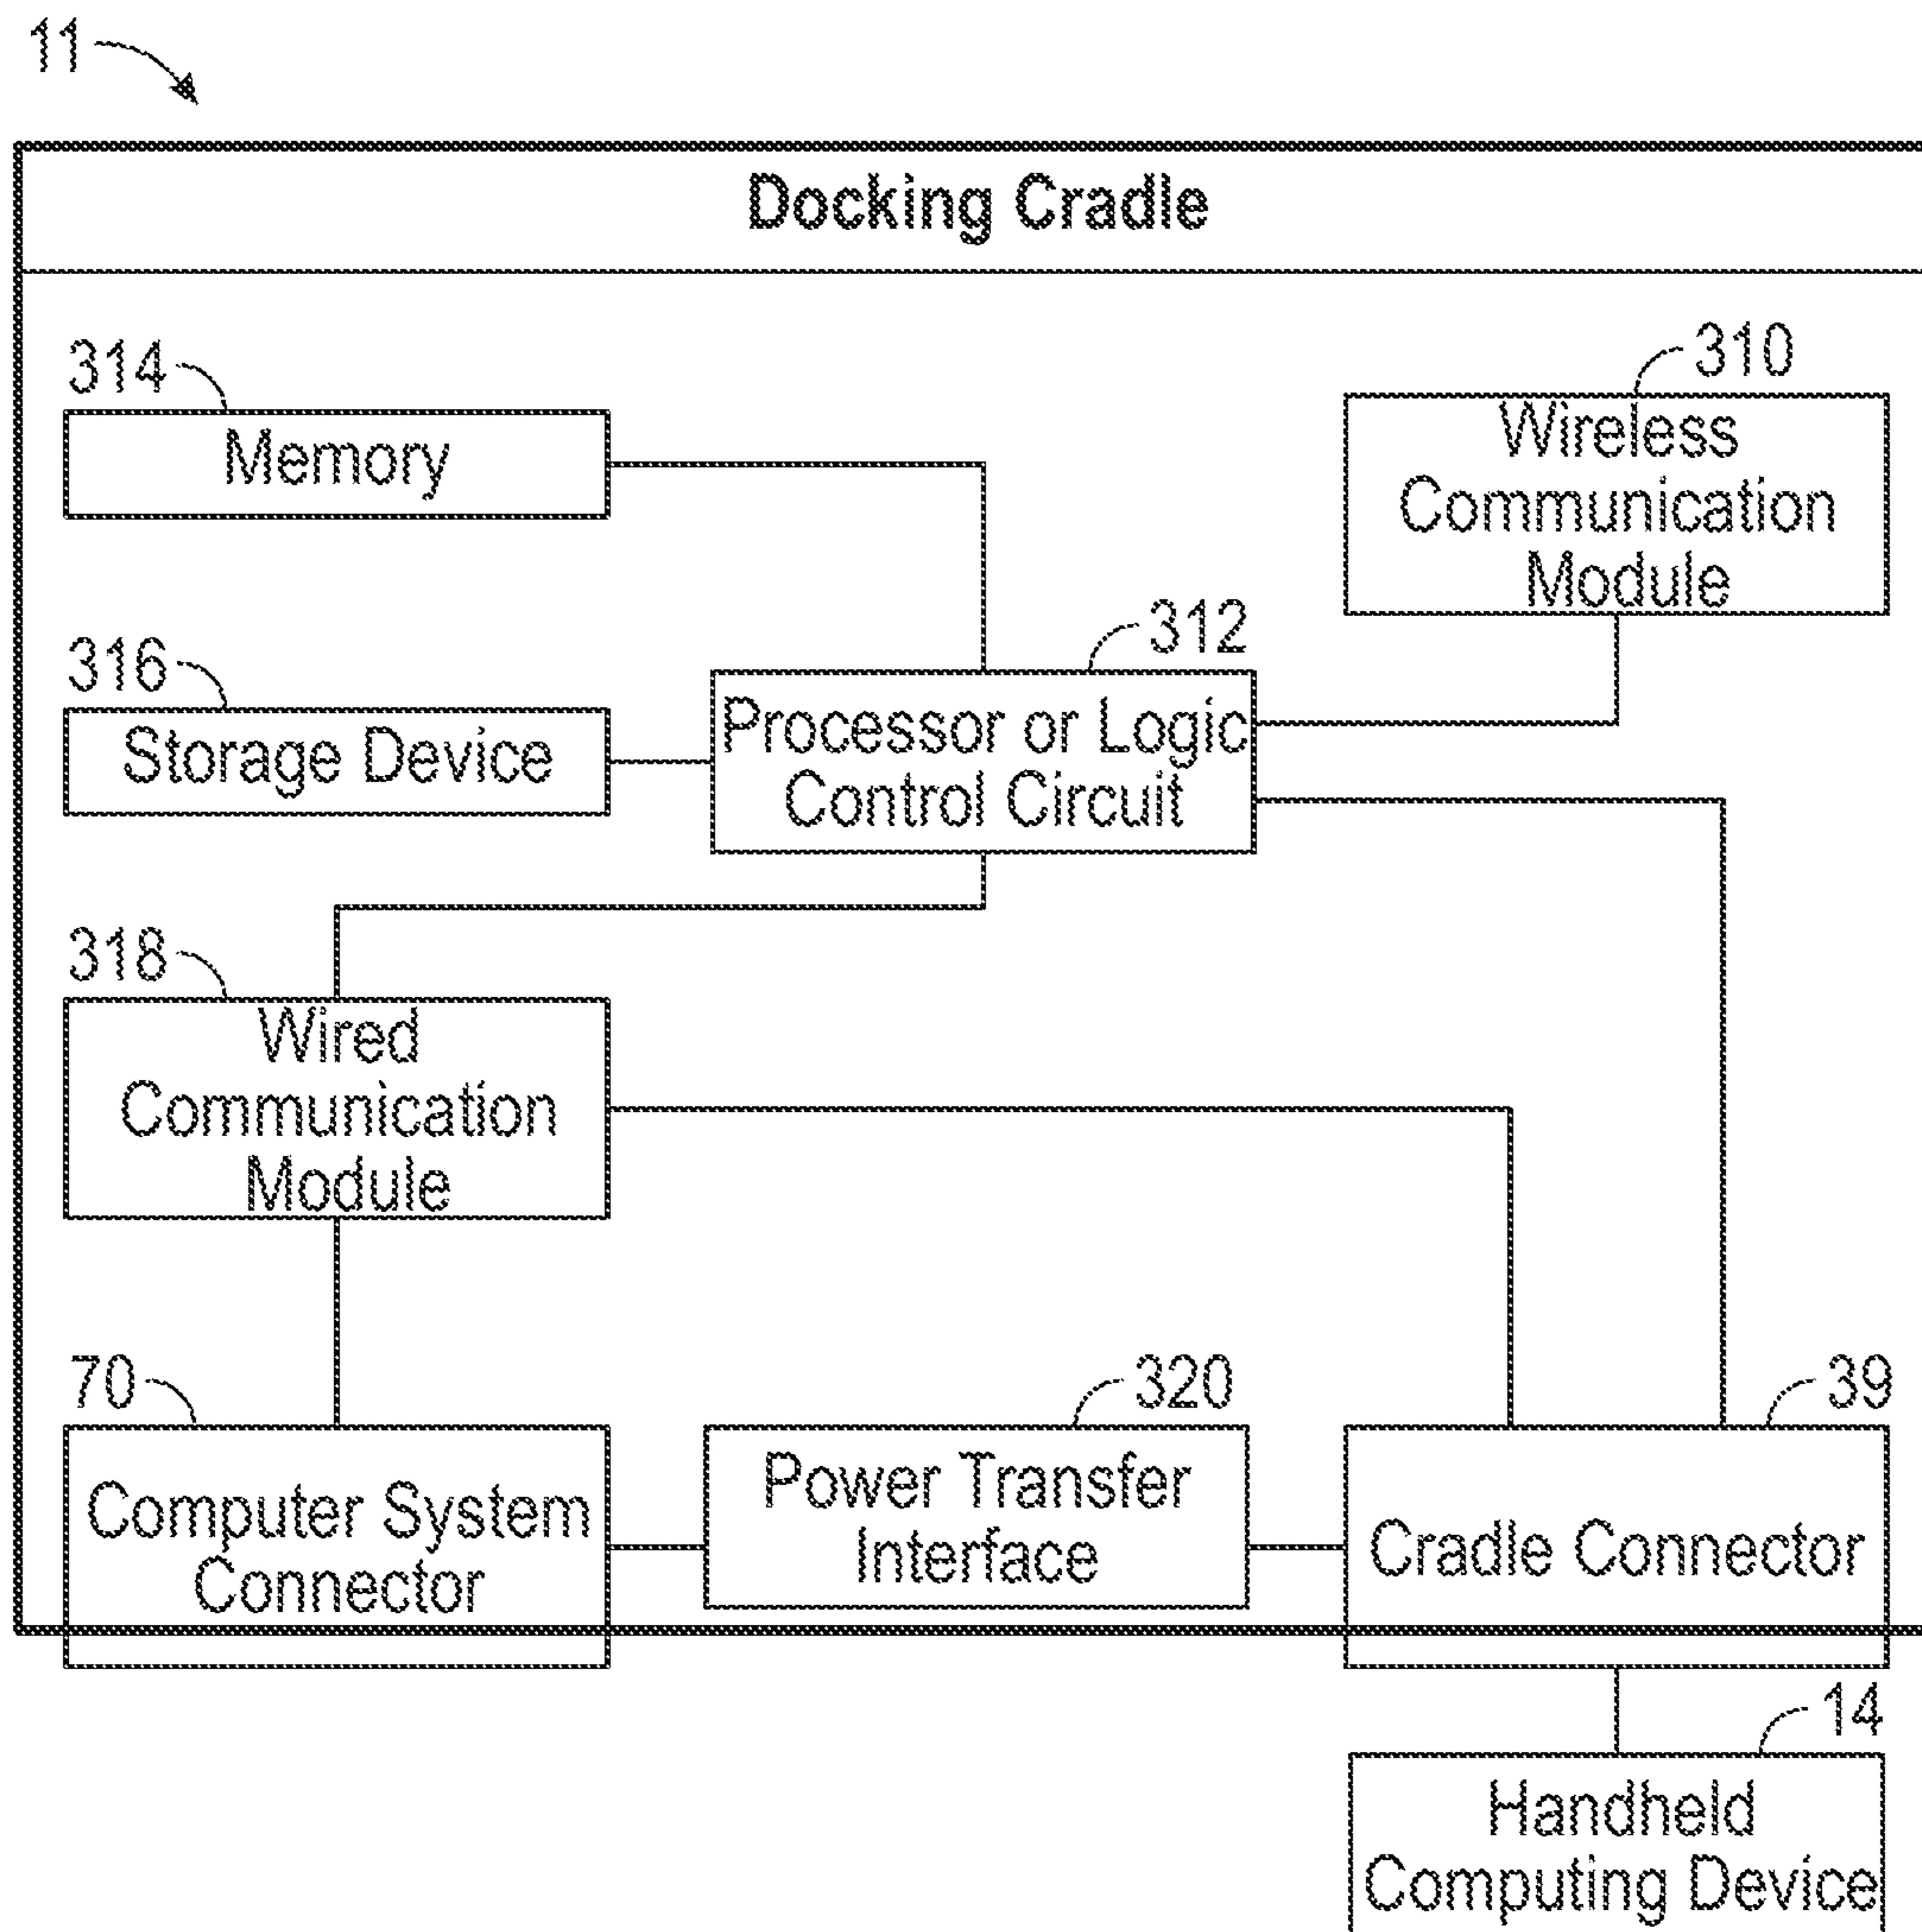 11
Docking Cradle
314
Memory
310
Wireless
Communication
Module
316
Storage Device
312
Processor or Logic
Control Circuit
318
Wired
Communication
Module
70
Computer System
Connector
320
Power Transfer
Interface
39
Cradle Connector
14
Handheld
Computing Device